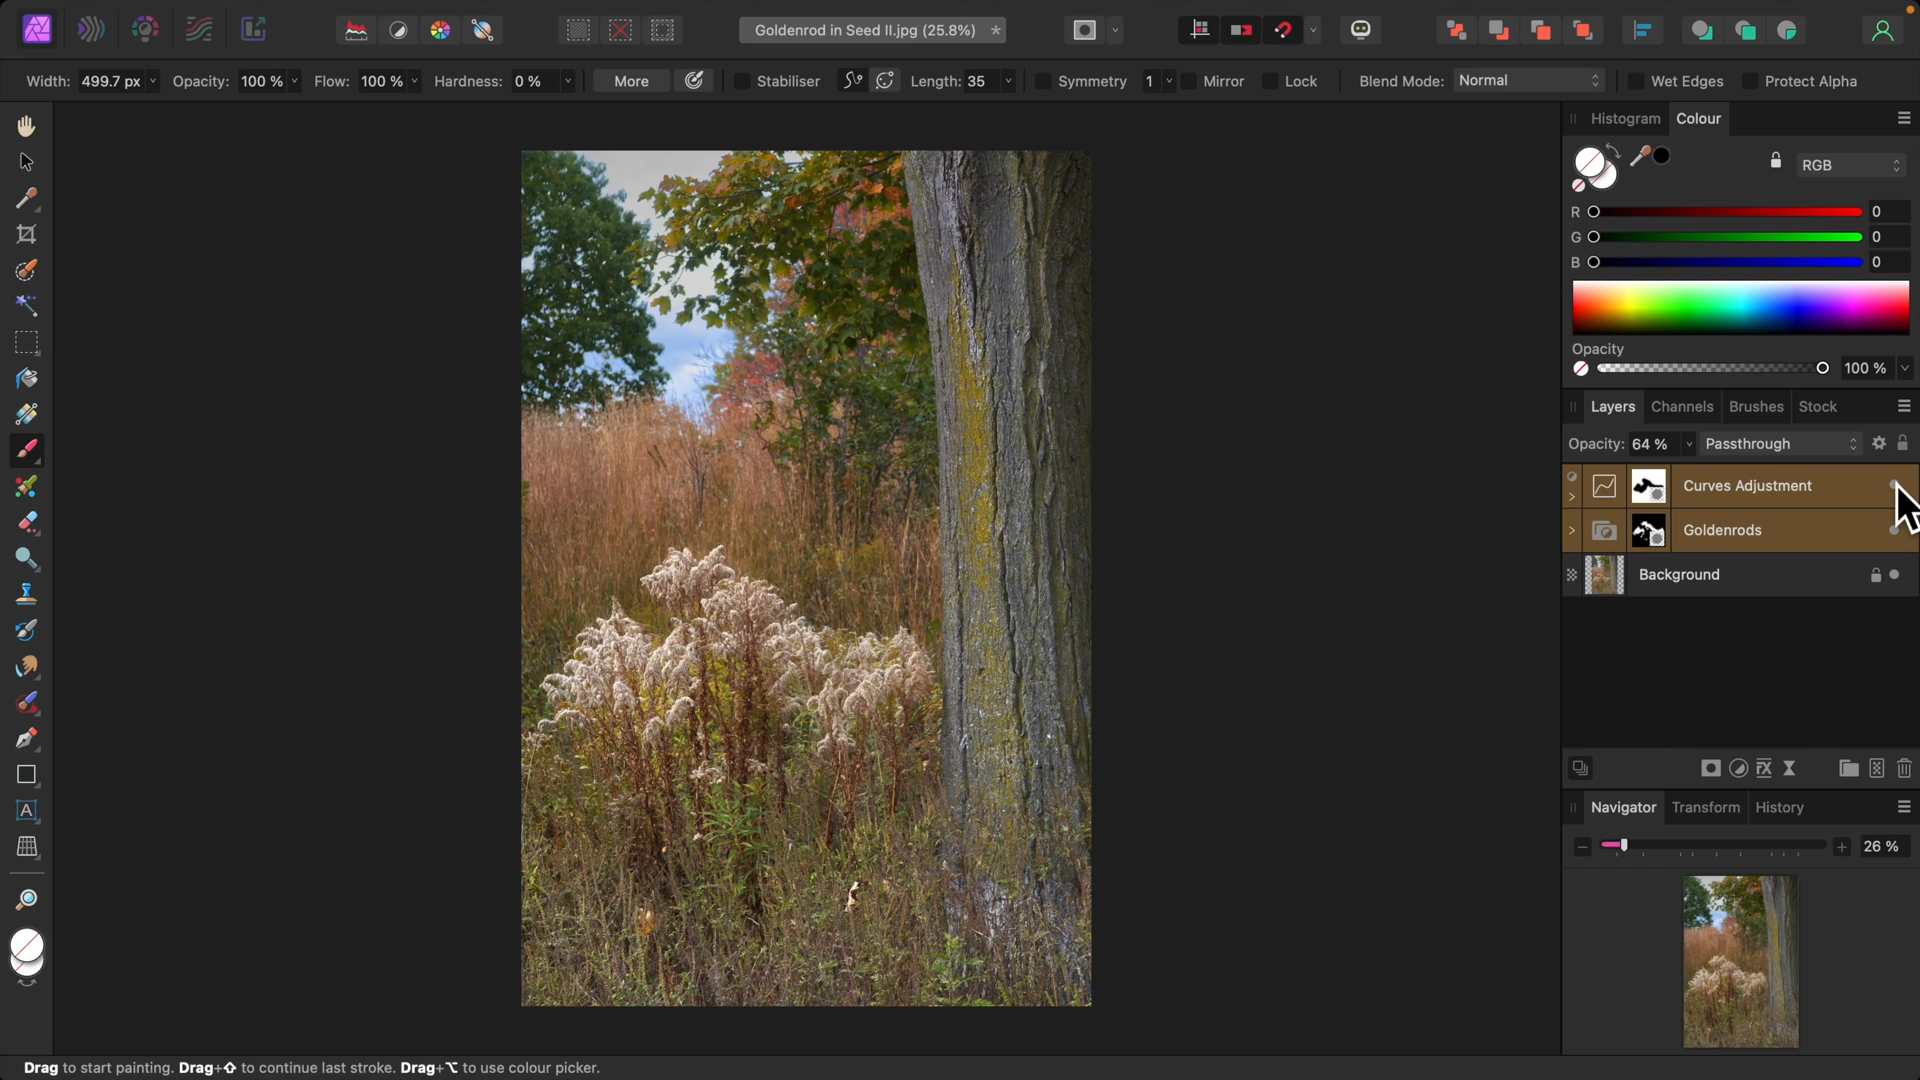 Goldenrod in Seed II.jpg (25.8%) *
Width: 499.7 px Opacity: 100 % Flow: 100 % Hardness: 0 % More Stabiliser Length: 35 Symmetry 1 Mirror Lock Blend Mode: Normal Wet Edges Protect Alpha
Histogram Colour
RGB
R 0
G 0
B 0
Opacity
100 %
Layers Channels Brushes Stock
Opacity: 64 % Passthrough
Curves Adjustment
Goldenrods
Background
Navigator Transform History
26 %
Drag to start painting. Drag+⇧ to continue last stroke. Drag+⌥ to use colour picker.